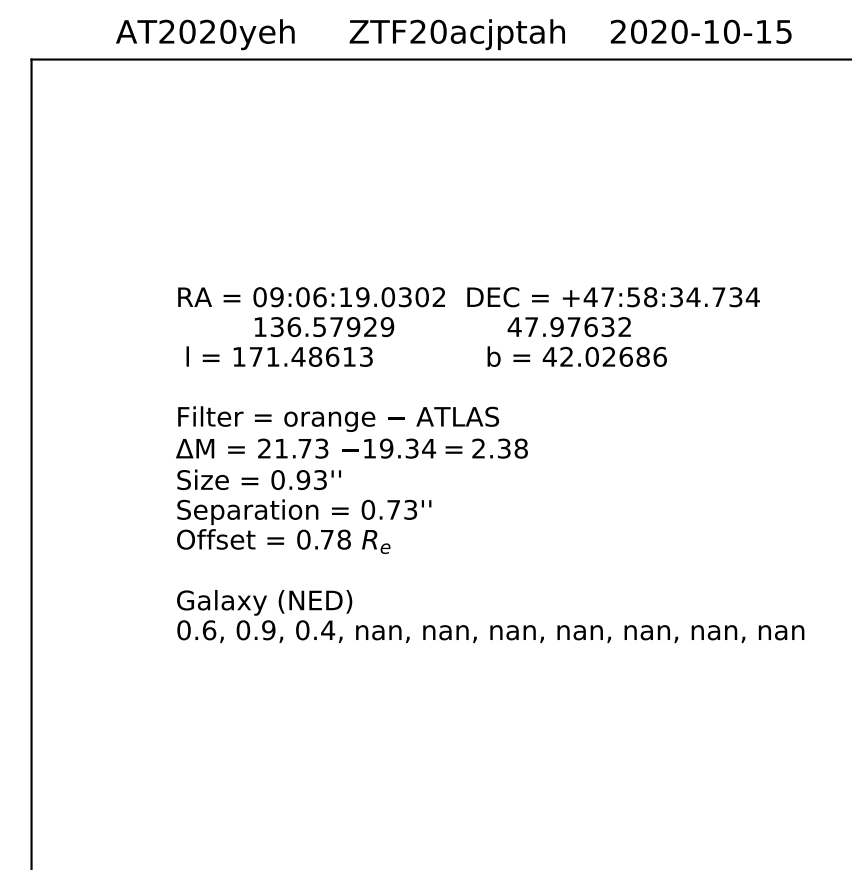 AT2020yeh ZTF20acjptah 2020-10-15
RA = 09:06:19.0302 DEC = +47:58:34.734
136.57929 47.97632
l = 171.48613 b = 42.02686
Filter = orange − ATLAS
ΔM = 21.73 −19.34 = 2.38
Size = 0.93''
Separation = 0.73''
Offset = 0.78 Rₑ
Galaxy (NED)
0.6, 0.9, 0.4, nan, nan, nan, nan, nan, nan, nan